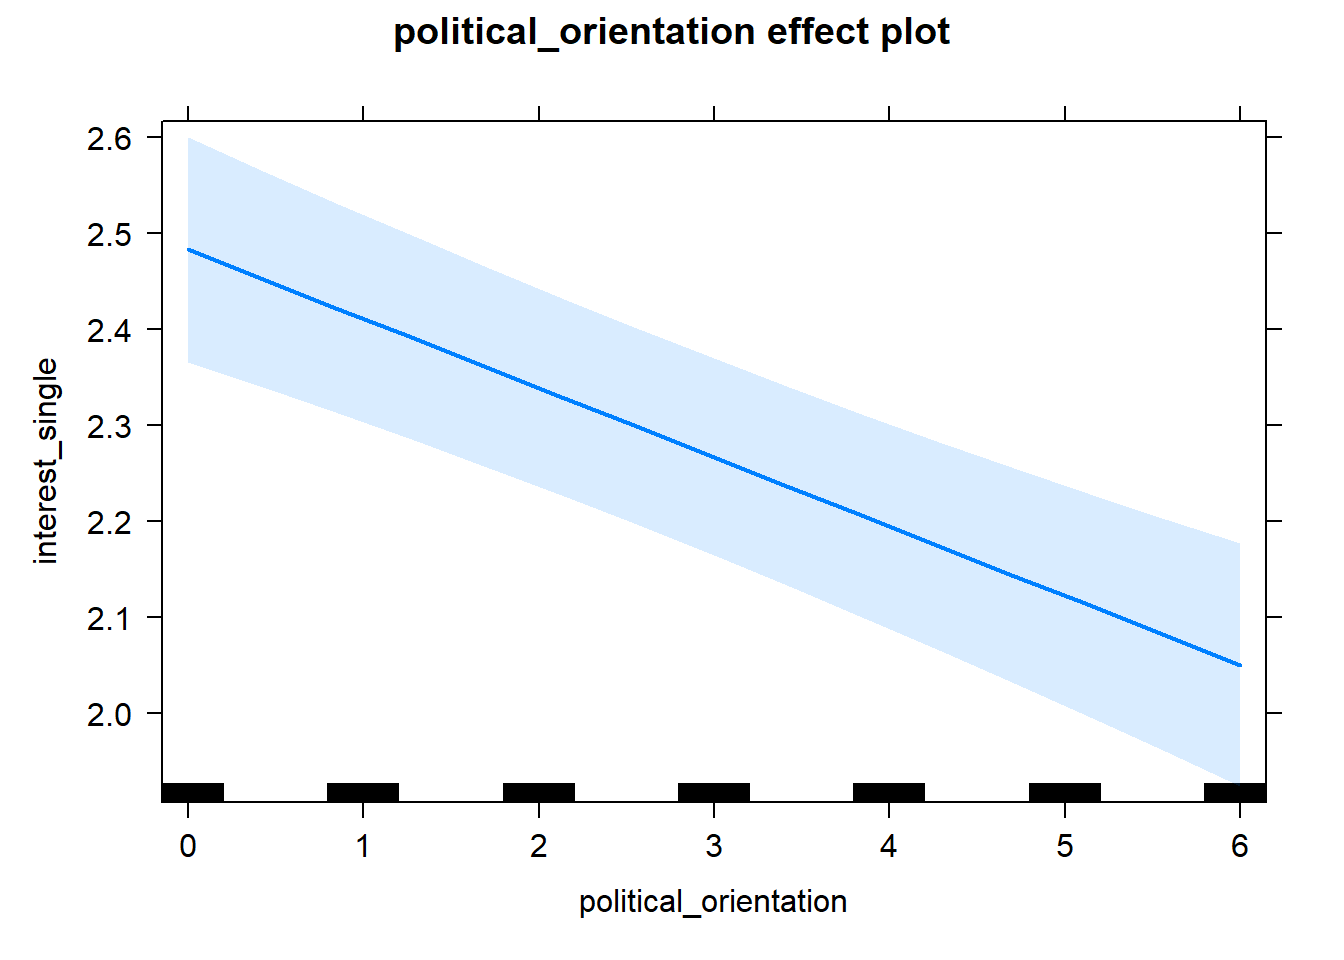 political_orientation effect plot
2.6
2.5
2.4
2.3
2.2
2.1
2.0
interest_single
0 1 2 3 4 5 6
political_orientation